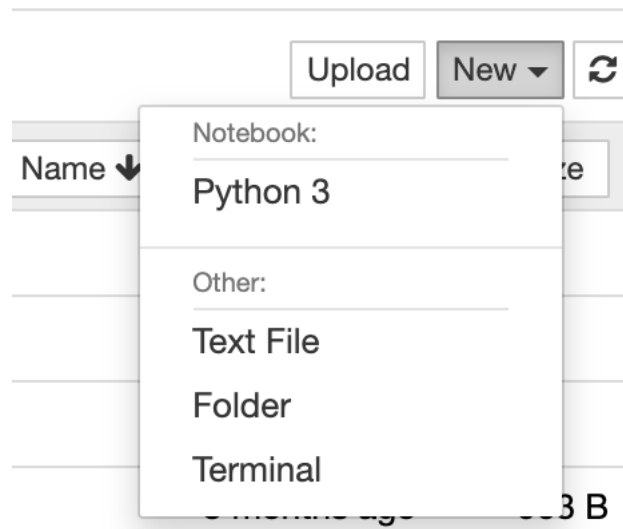 Upload New
Name
Notebook:
Python 3
Other:
Text File
Folder
Terminal
B